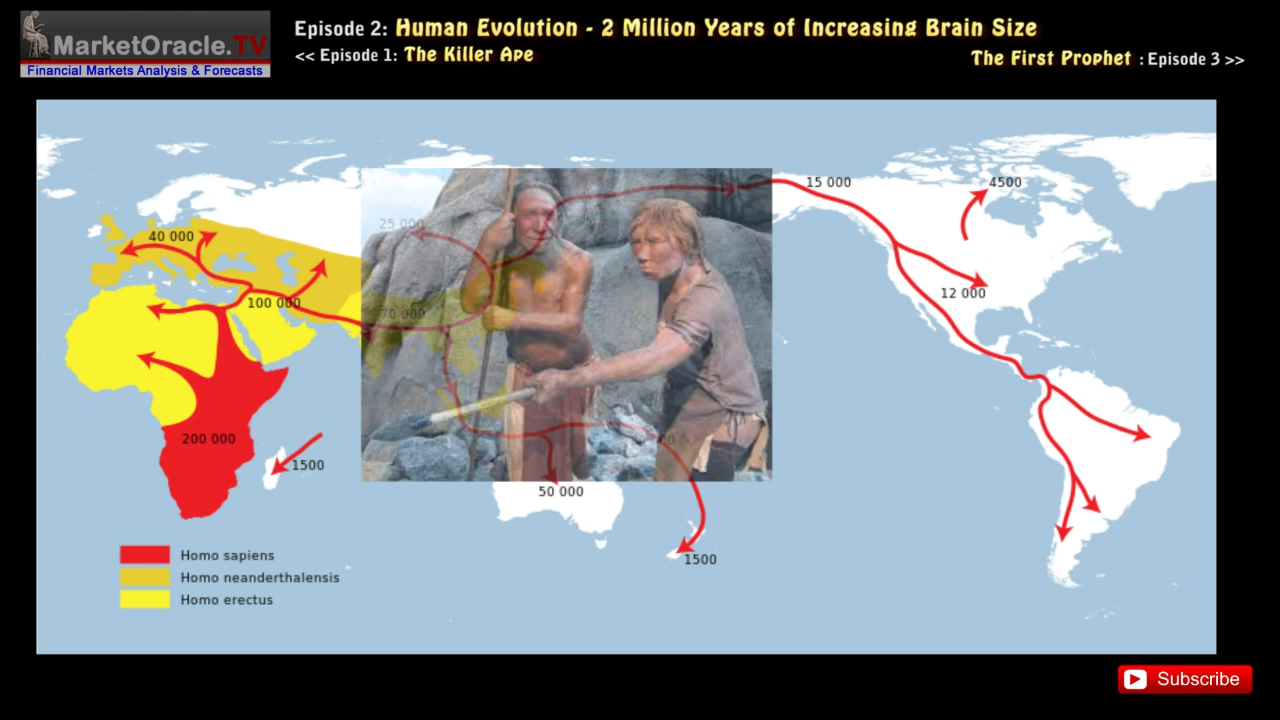 MarketOracle.TV
Financial Markets Analysis & Forecasts
Episode 2: Human Evolution - 2 Million Years of Increasing Brain Size
<< Episode 1: The Killer Ape
The First Prophet : Episode 3 >>
15 000
4500
25 000
40 000
12 000
100 000
70 000
200 000
1500
50 000
1500
Homo sapiens
Homo neanderthalensis
Homo erectus
Subscribe